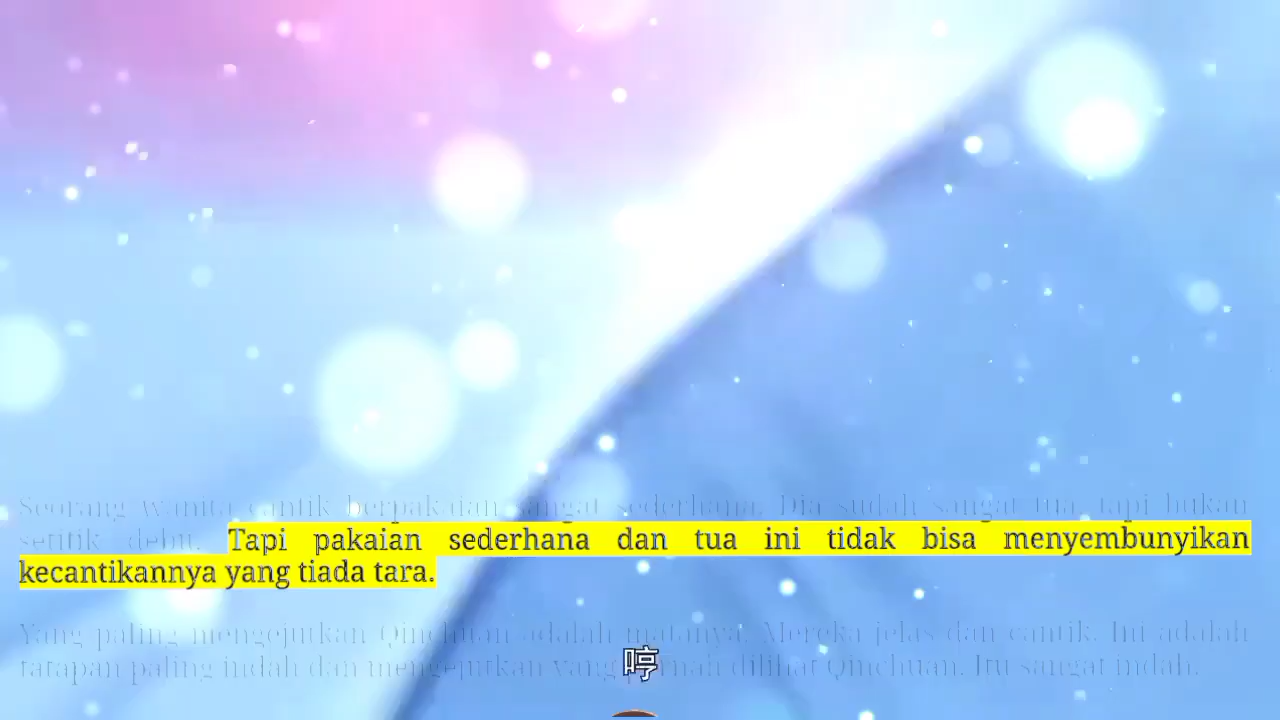 Seorang wanita cantik berpakaian sangat sederhana. Dia sudah sangat tua, tapi bukan
setitik debu. Tapi pakaian sederhana dan tua ini tidak bisa menyembunyikan
kecantikannya yang tiada tara.
Yang paling mengejutkan Qinchuan adalah matanya. Mereka jelas dan cantik. Ini adalah
tatapan paling indah dan mengejutkan yang pernah dilihat Qinchuan. Itu sangat indah.
哼